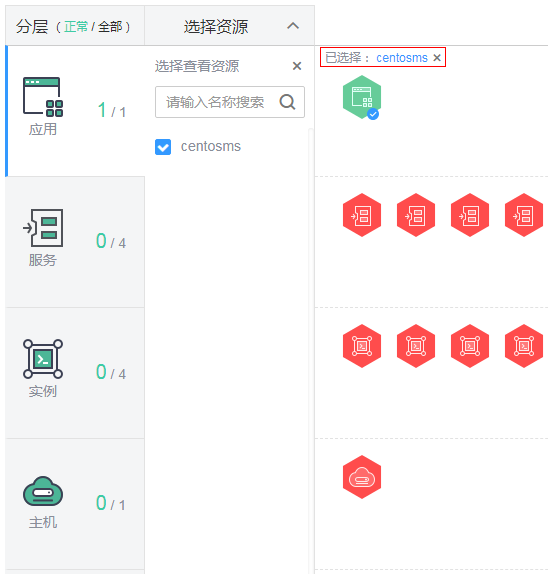 分层（正常 / 全部）
选择资源
已选择： centosms ×
选择查看资源 ×
请输入名称搜索
centosms
应用
1 / 1
服务
0 / 4
实例
0 / 4
主机
0 / 1